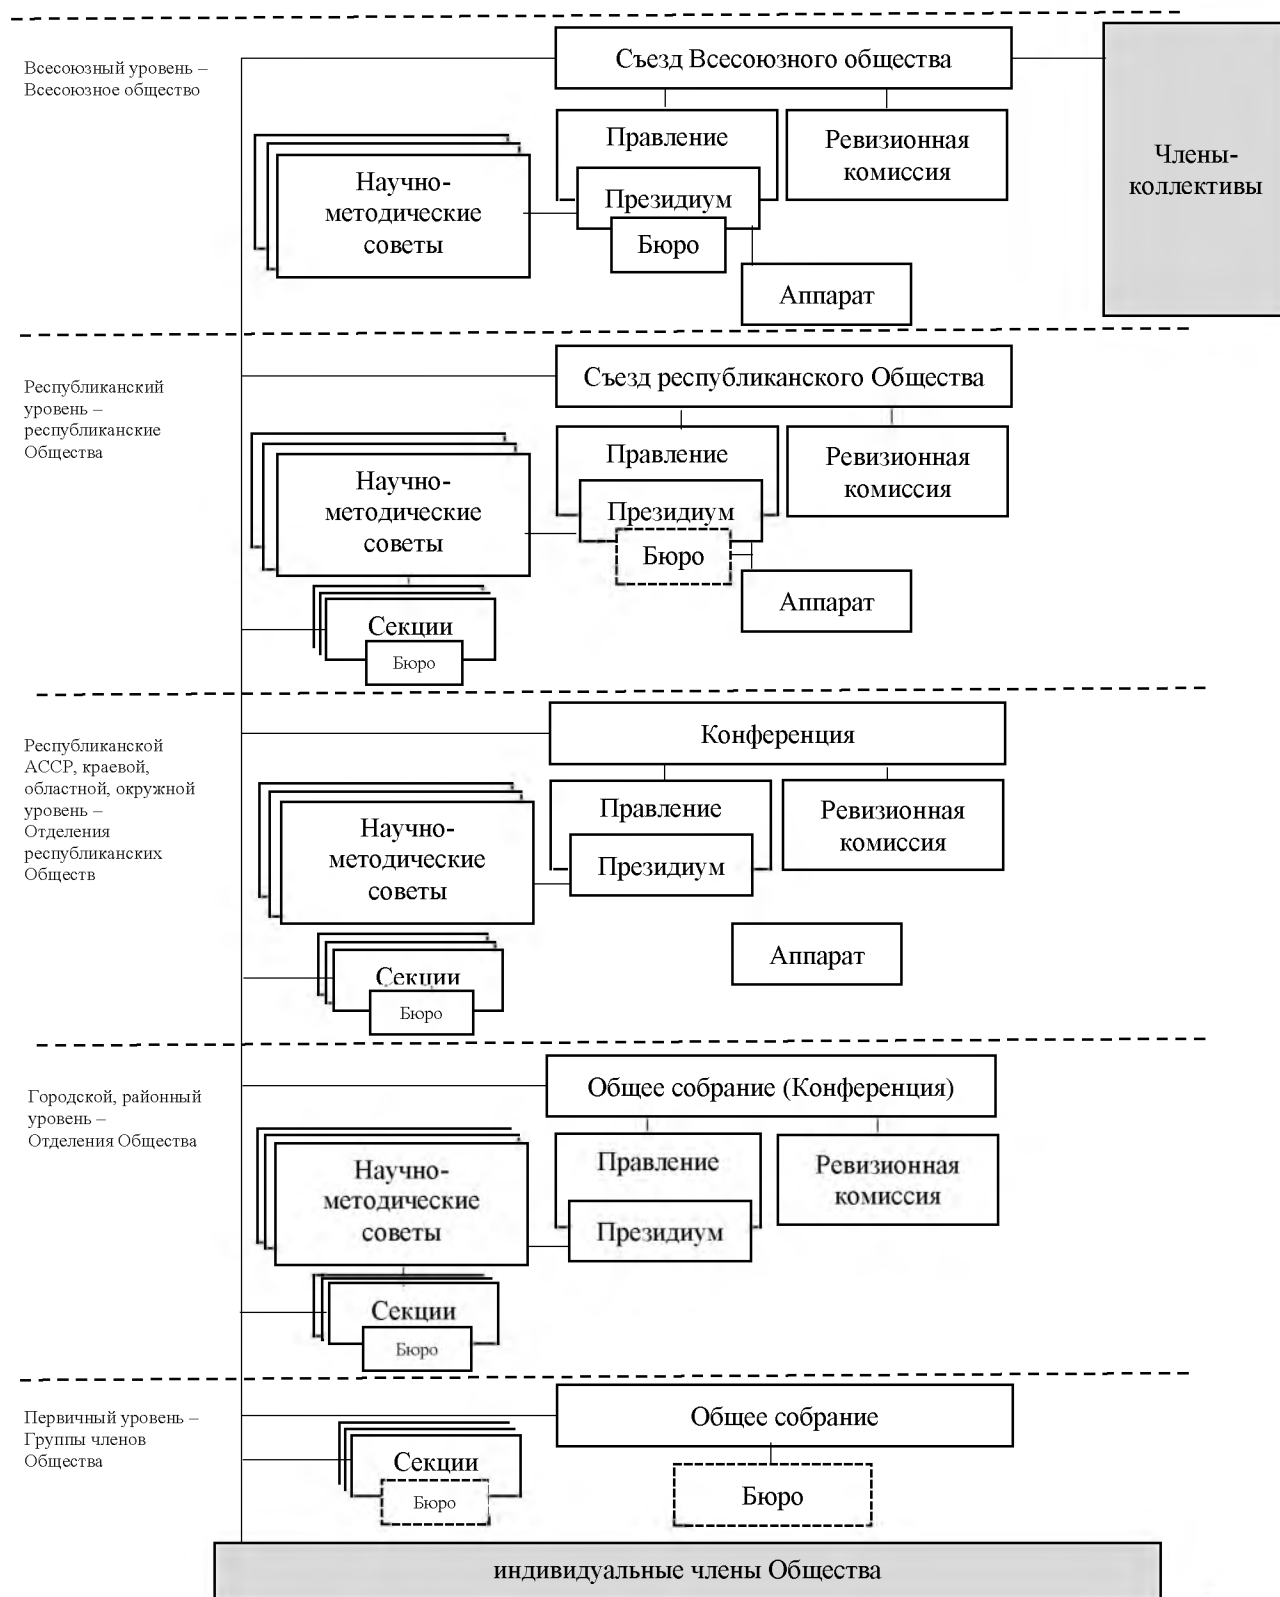 Всесоюзный уровень –
Всесоюзное общество
Съезд Всесоюзного общества
Члены-
коллективы
Правление
Ревизионная
комиссия
Научно-
методические
советы
Президиум
Бюро
Аппарат
Республиканский
уровень –
республиканские
Общества
Съезд республиканского Общества
Правление
Ревизионная
комиссия
Научно-
методические
советы
Президиум
Бюро
Аппарат
Секции
Бюро
Республиканской
АССР, краевой,
областной, окружной
уровень –
Отделения
республиканских
Обществ
Конференция
Правление
Ревизионная
комиссия
Научно-
методические
советы
Президиум
Аппарат
Секции
Бюро
Городской, районный
уровень –
Отделения Общества
Общее собрание (Конференция)
Правление
Ревизионная
комиссия
Научно-
методические
советы
Президиум
Секции
Бюро
Первичный уровень –
Группы членов
Общества
Общее собрание
Секции
Бюро
Бюро
индивидуальные члены Общества